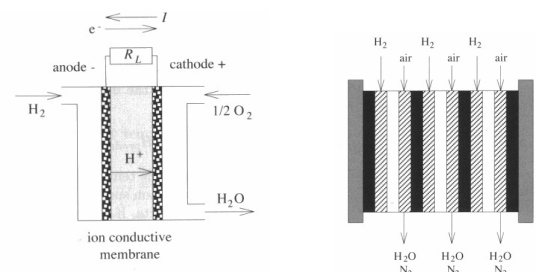 I
e-
R_L
anode -
cathode +
H₂
1/2 O₂
H⁺
H₂O
ion conductive
membrane
H₂ H₂ H₂
air air air
H₂O H₂O H₂O
N₂ N₂ N₂